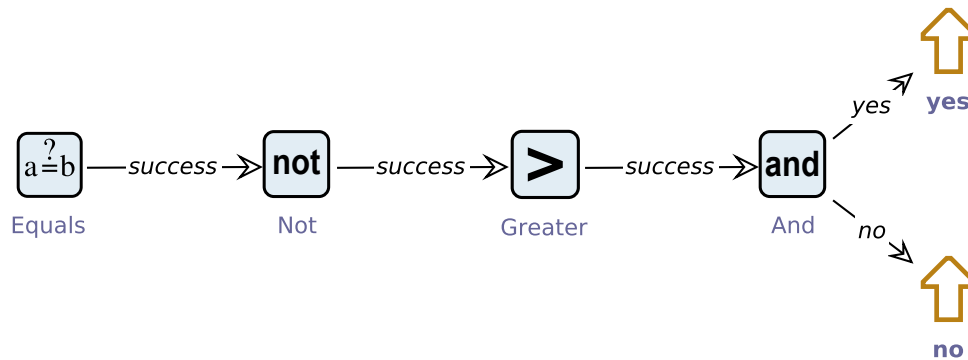 yes
yes
?
a=b
success
not
success
>
success
and
Equals
Not
Greater
And
no
no